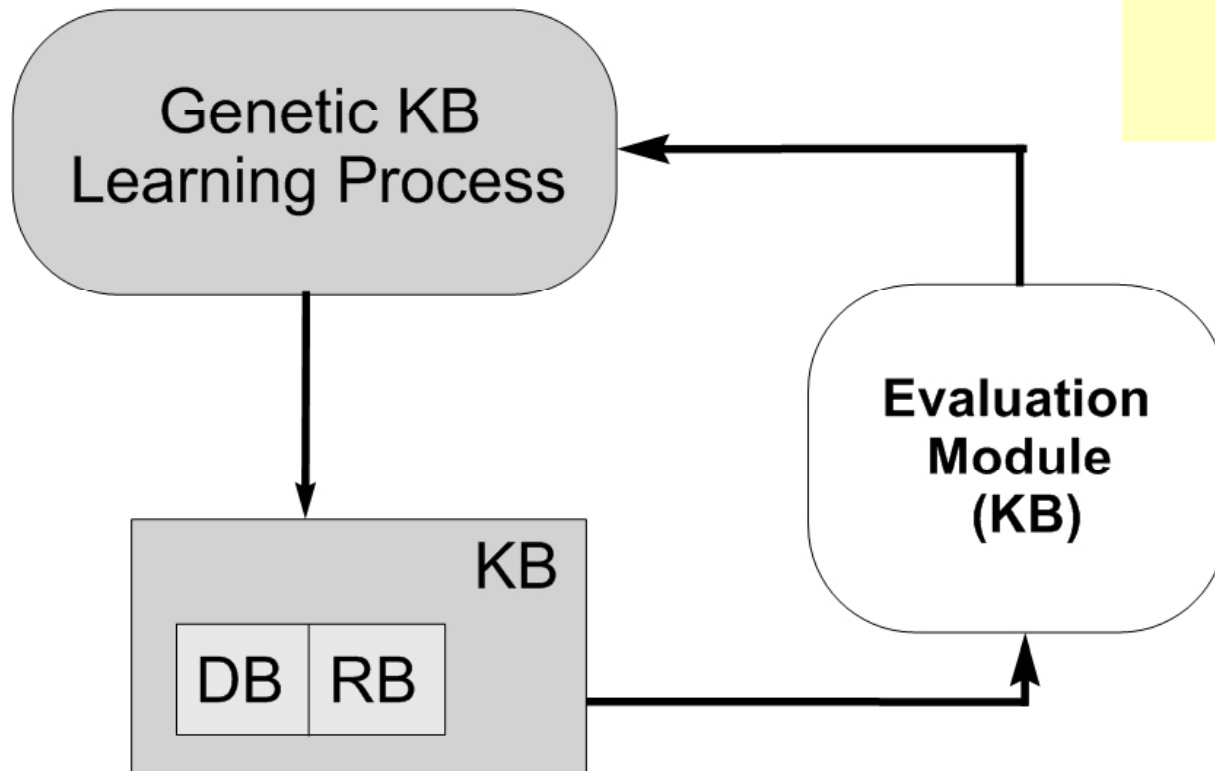 Genetic KB
Learning Process
Evaluation
Module
(KB)
KB
DB RB